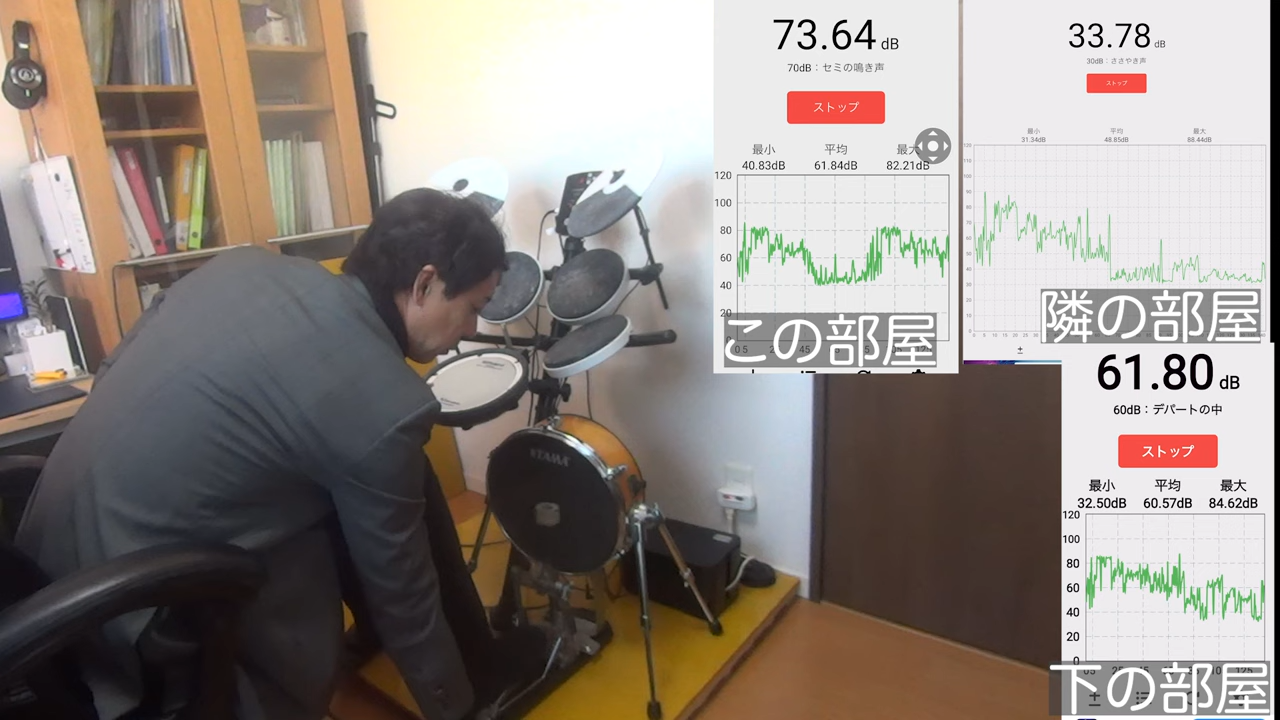 73.64 dB
70dB：セミの鳴き声
ストップ
最小 平均
40.83dB 61.84dB 82.21dB
120
100
80
60
40
20
この部屋
33.78 dB
30dB：ささやき声
ストップ
最小 平均 最大
31.34dB 48.85dB 88.44dB
隣の部屋
61.80 dB
60dB：デパートの中
ストップ
最小 平均 最大
32.50dB 60.57dB 84.62dB
120
100
80
60
40
20
0
下の部屋
TAMA